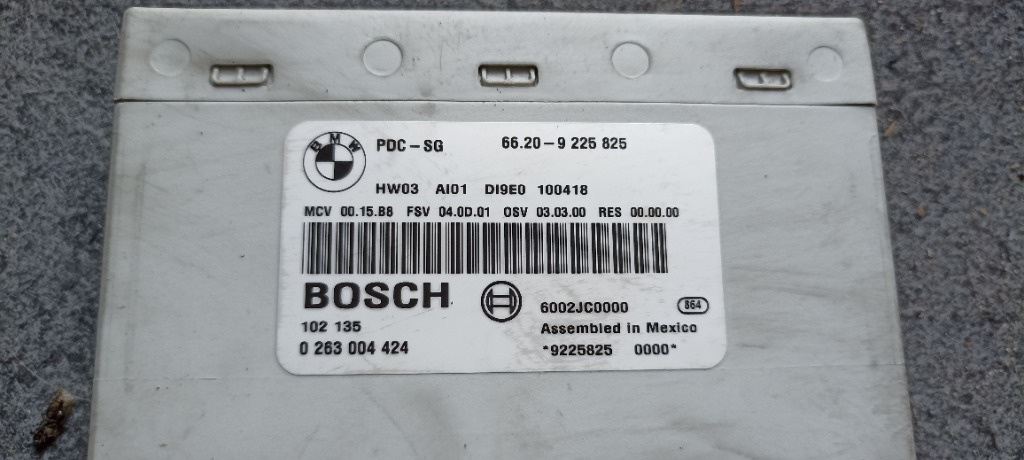 BMW PDC-SG 66.20-9 225 825
HW03 AI01 DI9E0 100418
MCV 00.15.B8 FSV 04.0D.01 OSV 03.03.00 RES 00.00.00
BOSCH
6002JC0000 864
102 135 Assembled in Mexico
0 263 004 424 *9225825 0000*